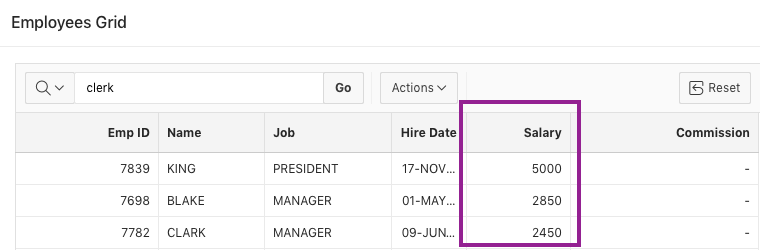 Employees Grid
clerk Go Actions Reset
Emp ID Name Job Hire Date Salary Commission
7839 KING PRESIDENT 17-NOV... 5000 -
7698 BLAKE MANAGER 01-MAY... 2850 -
7782 CLARK MANAGER 09-JUN... 2450 -